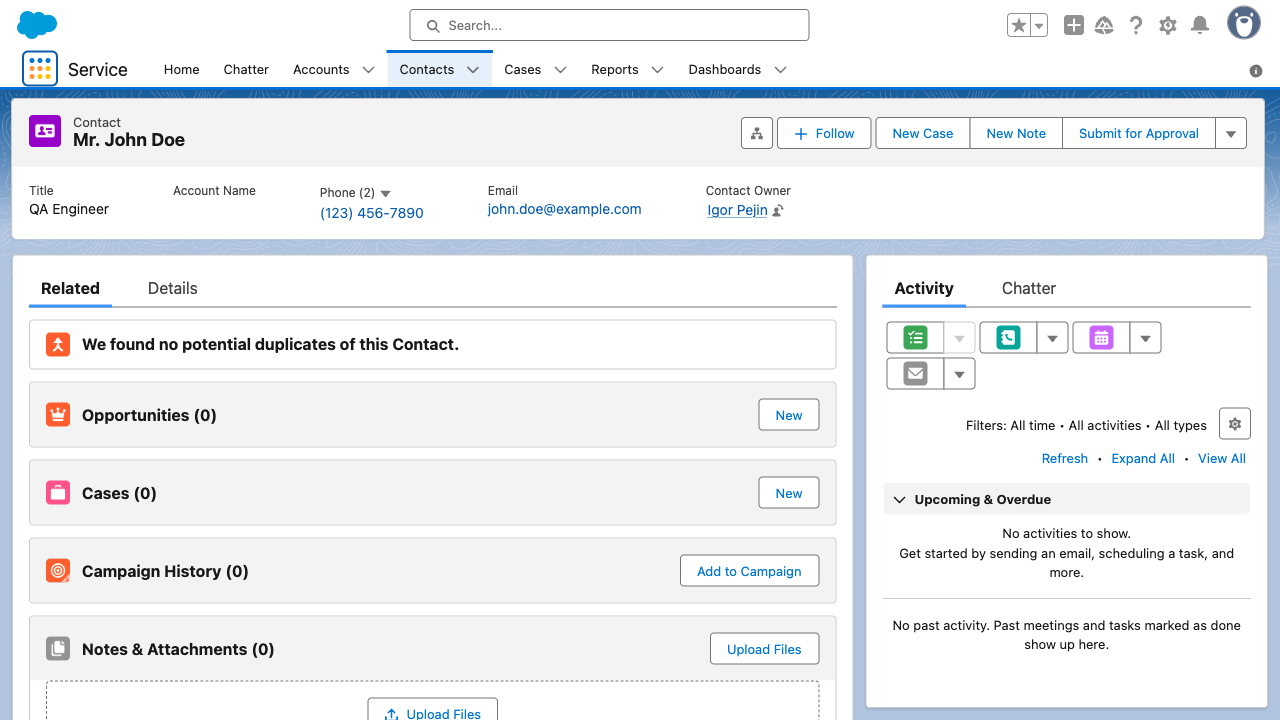 Search...
Service
Home
Chatter
Accounts
Contacts
Cases
Reports
Dashboards
Contact
Mr. John Doe
Follow
New Case
New Note
Submit for Approval
Title
QA Engineer
Account Name
Phone (2)
(123) 456-7890
Email
john.doe@example.com
Contact Owner
Igor Pejin
Related
Details
We found no potential duplicates of this Contact.
Opportunities (0)
New
Cases (0)
New
Campaign History (0)
Add to Campaign
Notes & Attachments (0)
Upload Files
Upload Files
Activity
Chatter
Filters: All time • All activities • All types
Refresh • Expand All • View All
Upcoming & Overdue
No activities to show.
Get started by sending an email, scheduling a task, and
more.
No past activity. Past meetings and tasks marked as done
show up here.